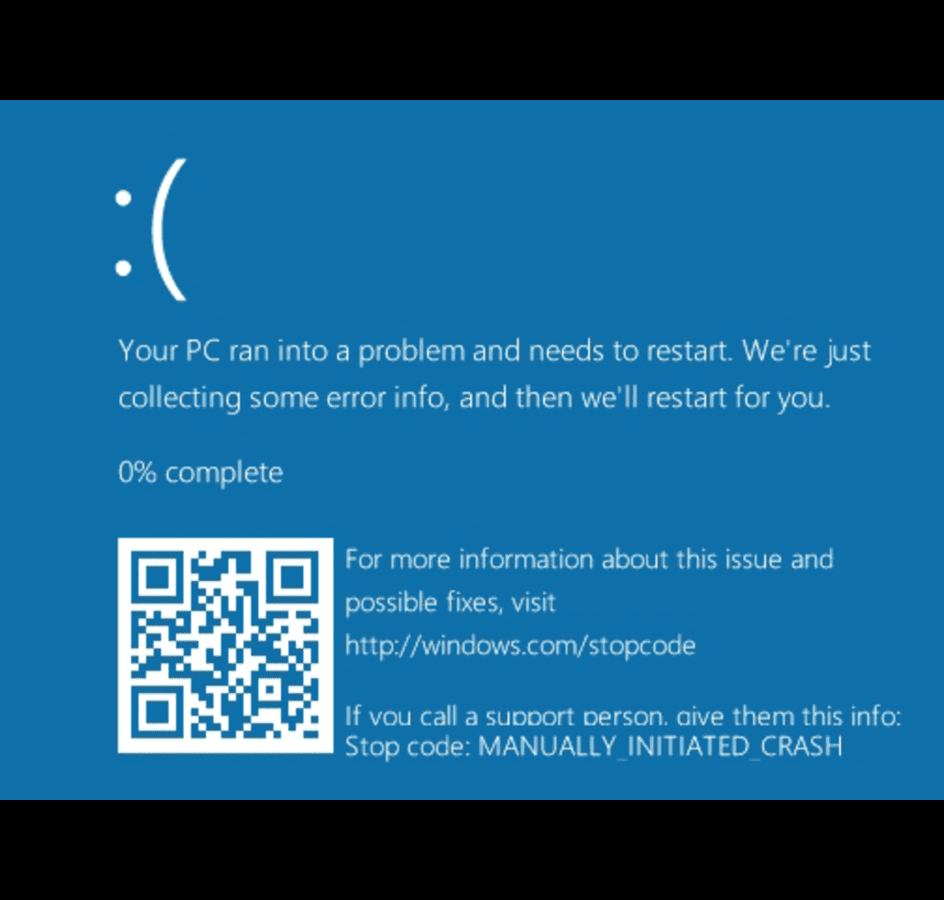 :(
Your PC ran into a problem and needs to restart. We're just
collecting some error info, and then we'll restart for you.
0% complete
For more information about this issue and
possible fixes, visit
http://windows.com/stopcode
If you call a support person, give them this info:
Stop code: MANUALLY_INITIATED_CRASH